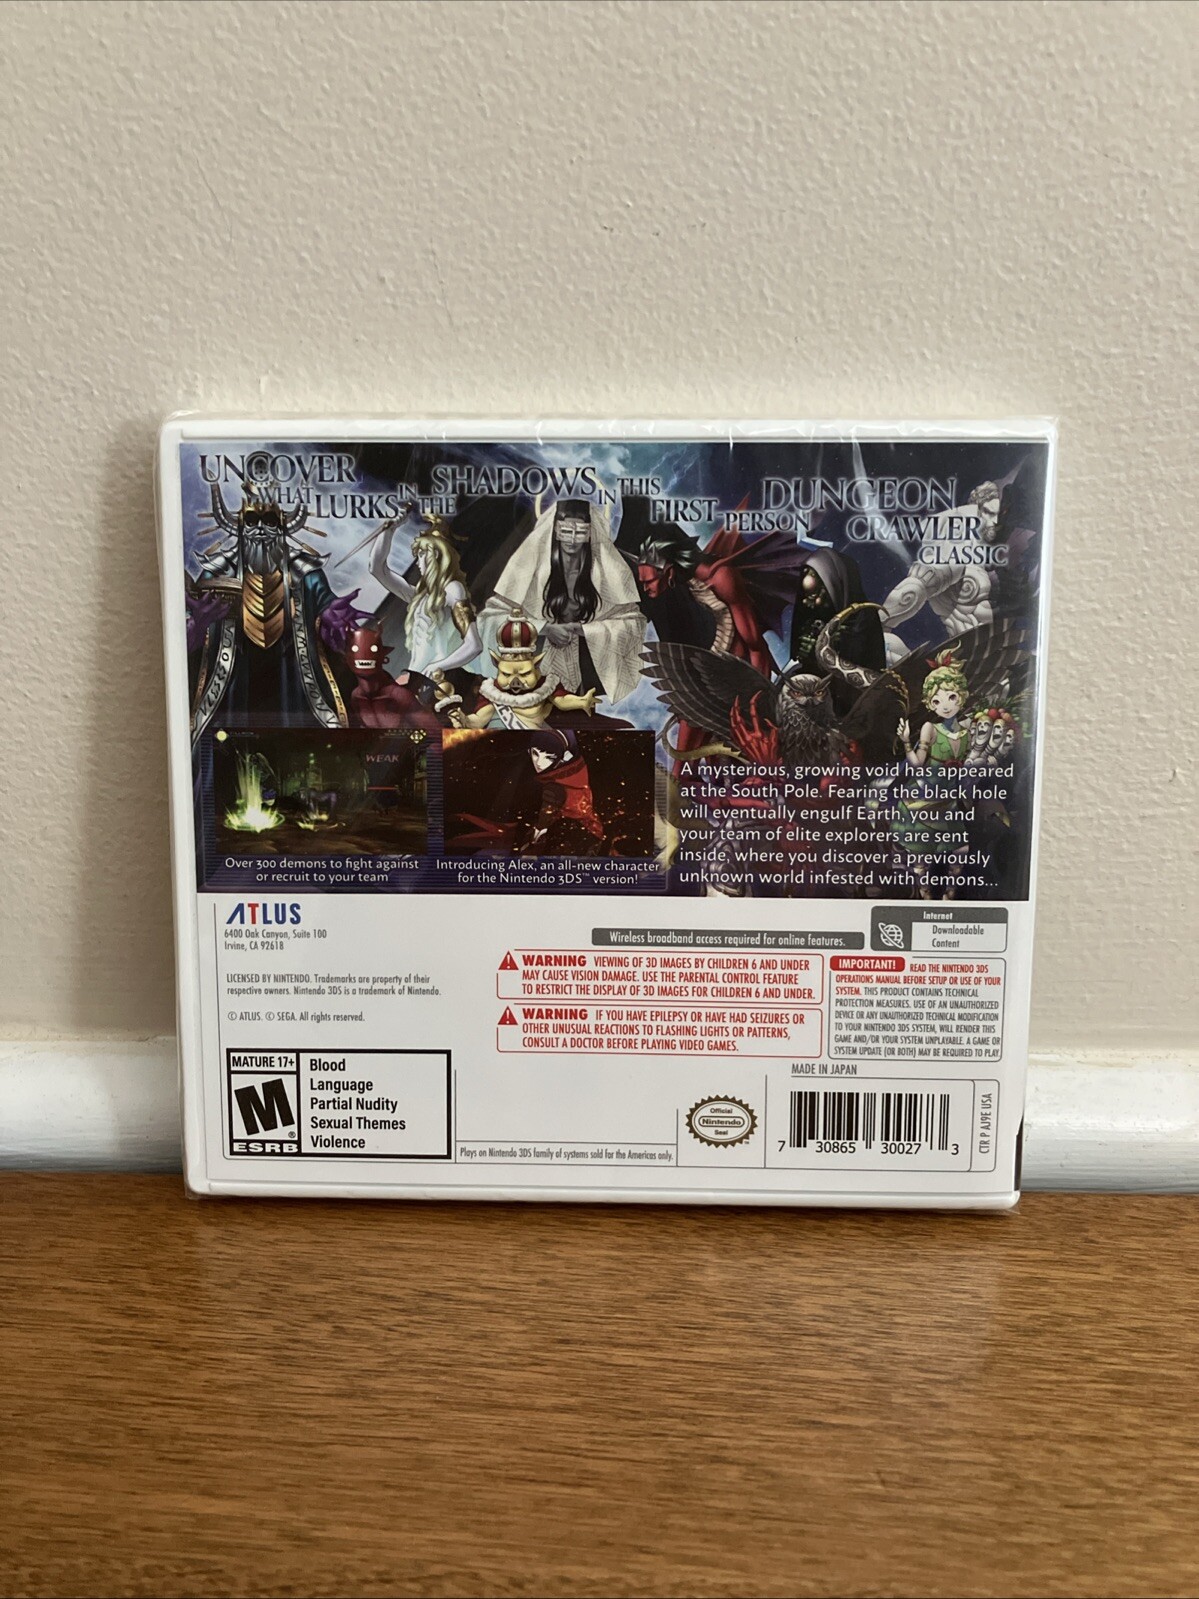 UNCOVER
WHAT LURKS IN THE SHADOWS IN THIS
FIRST-PERSON DUNGEON
CRAWLER
CLASSIC
WEAK
Over 300 demons to fight against
or recruit to your team
Introducing Alex, an all-new character
for the Nintendo 3DS™ version!
A mysterious, growing void has appeared
at the South Pole. Fearing the black hole
will eventually engulf Earth, you and
your team of elite explorers are sent
inside, where you discover a previously
unknown world infested with demons...
ATLUS
6400 Oak Canyon, Suite 100
Irvine, CA 92618
LICENSED BY NINTENDO. Trademarks are property of their
respective owners. Nintendo 3DS is a trademark of Nintendo.
© ATLUS. © SEGA. All rights reserved.
Wireless broadband access required for online features.
Internet
Downloadable
Content
WARNING VIEWING OF 3D IMAGES BY CHILDREN 6 AND UNDER
MAY CAUSE VISION DAMAGE. USE THE PARENTAL CONTROL FEATURE
TO RESTRICT THE DISPLAY OF 3D IMAGES FOR CHILDREN 6 AND UNDER.
WARNING IF YOU HAVE EPILEPSY OR HAVE HAD SEIZURES OR
OTHER UNUSUAL REACTIONS TO FLASHING LIGHTS OR PATTERNS,
CONSULT A DOCTOR BEFORE PLAYING VIDEO GAMES.
IMPORTANT! READ THE NINTENDO 3DS
OPERATIONS MANUAL BEFORE SETUP OR USE OF YOUR
SYSTEM. THIS PRODUCT CONTAINS TECHNICAL
PROTECTION MEASURES. USE OF AN UNAUTHORIZED
DEVICE OR ANY UNAUTHORIZED TECHNICAL MODIFICATION
TO YOUR NINTENDO 3DS SYSTEM, WILL RENDER THIS
GAME AND/OR YOUR SYSTEM UNPLAYABLE. A GAME OR
SYSTEM UPDATE (OR BOTH) MAY BE REQUIRED TO PLAY
MATURE 17+
M®
ESRB
Blood
Language
Partial Nudity
Sexual Themes
Violence
Plays on Nintendo 3DS family of systems sold for the Americas only.
Official
Nintendo
Seal
MADE IN JAPAN
7 30865 30027 3
CTR P AJ9E USA